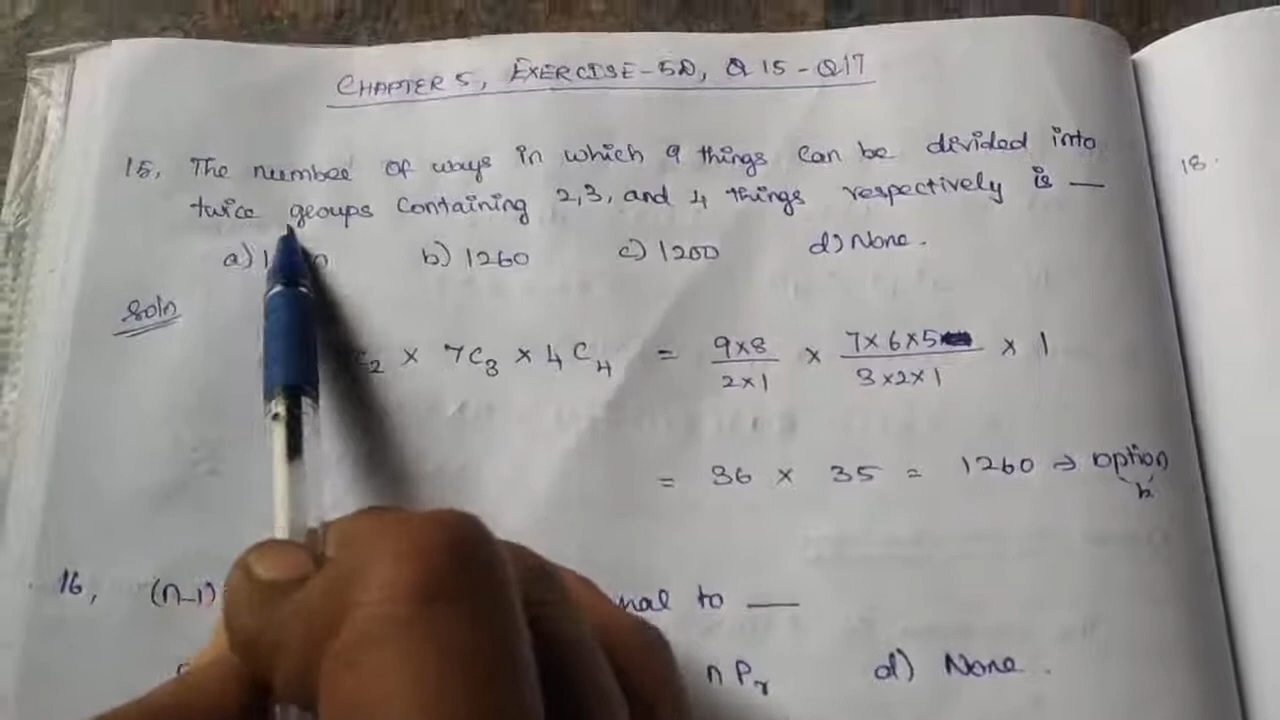 CHAPTER 5, EXERCISE-5D, Q 15 - Q17
15, The number of ways in which 9 things can be divided into
twice groups containing 2,3, and 4 things respectively is —
a) b) 1260 c) 1200 d) None.
18.
Soln
C2 × 7C3 × 4C4 = 9×8/2×1 × 7×6×5/3×2×1 × 1
= 36 × 35 = 1260 → option
b
16, (n-1) to —
nPr d) None.